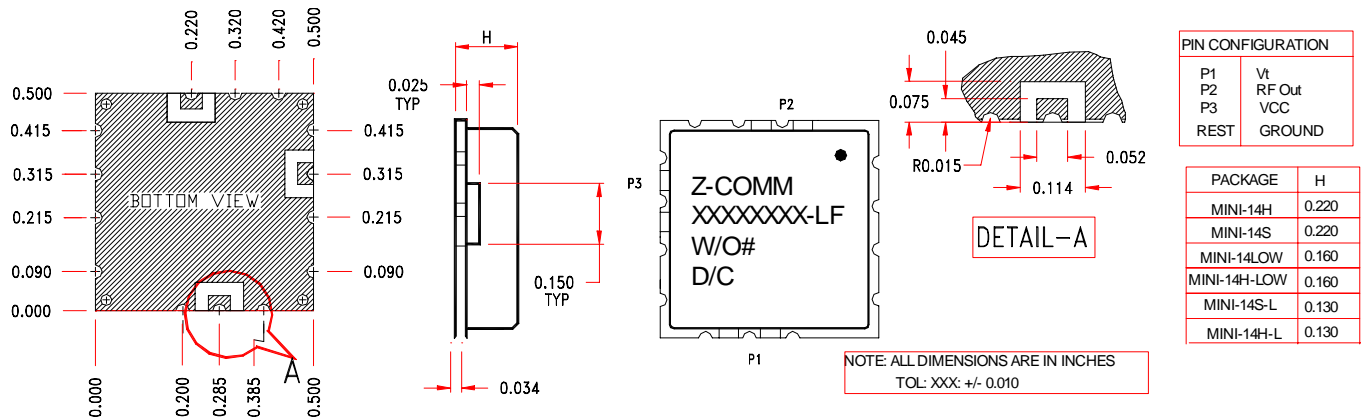 0.220
0.320
0.420
0.500
0.500
0.415
0.315
0.215
0.090
0.000
0.415
0.315
0.215
0.090
0.000
BOTTOM VIEW
A
0.000
0.200
0.285
0.385
0.500
H
0.025
TYP
0.150
TYP
0.034
P2
P3
P1
Z-COMM
XXXXXXXX-LF
W/O#
D/C
0.045
0.075
R0.015
0.052
0.114
DETAIL-A
NOTE: ALL DIMENSIONS ARE IN INCHES
TOL: XXX: +/- 0.010
PIN CONFIGURATION
P1 Vt
P2 RF Out
P3 VCC
REST GROUND
PACKAGE H
MINI-14H 0.220
MINI-14S 0.220
MINI-14LOW 0.160
MINI-14H-LOW 0.160
MINI-14S-L 0.130
MINI-14H-L 0.130